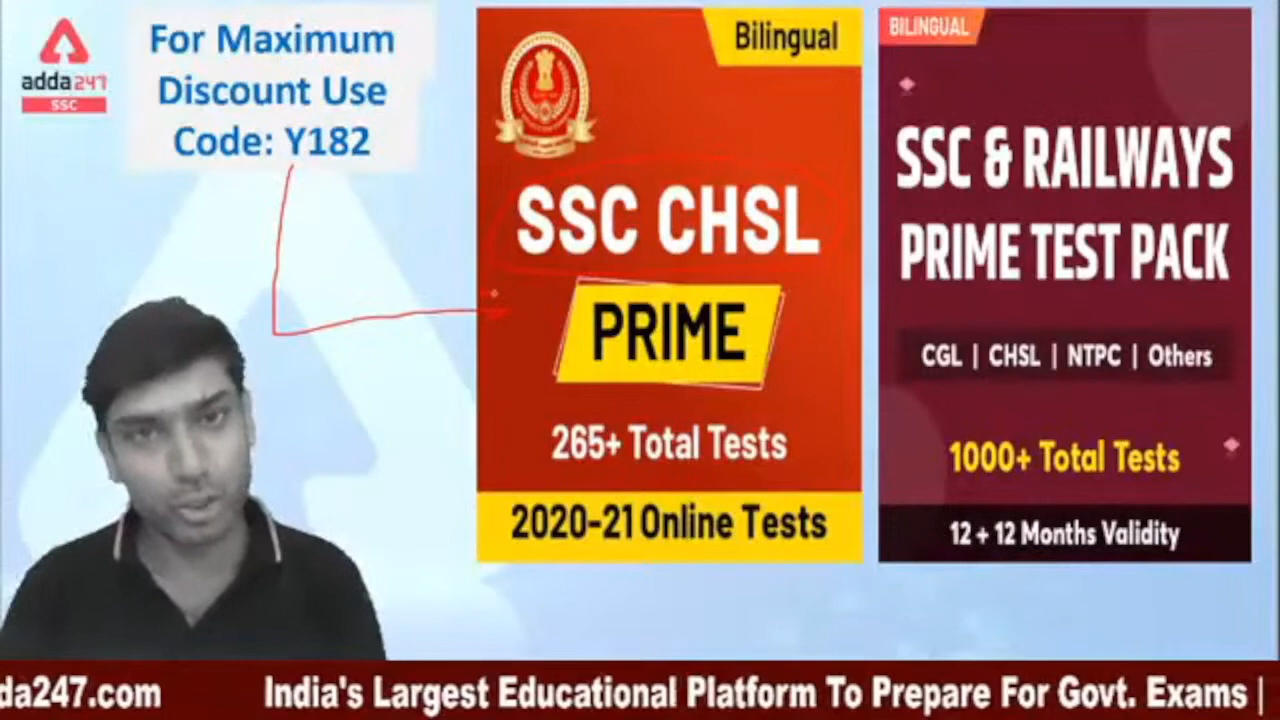 adda247
SSC
For Maximum
Discount Use
Code: Y182
Bilingual
SSC CHSL
PRIME
265+ Total Tests
2020-21 Online Tests
BILINGUAL
SSC & RAILWAYS
PRIME TEST PACK
CGL | CHSL | NTPC | Others
1000+ Total Tests
12 + 12 Months Validity
da247.com India's Largest Educational Platform To Prepare For Govt. Exams |